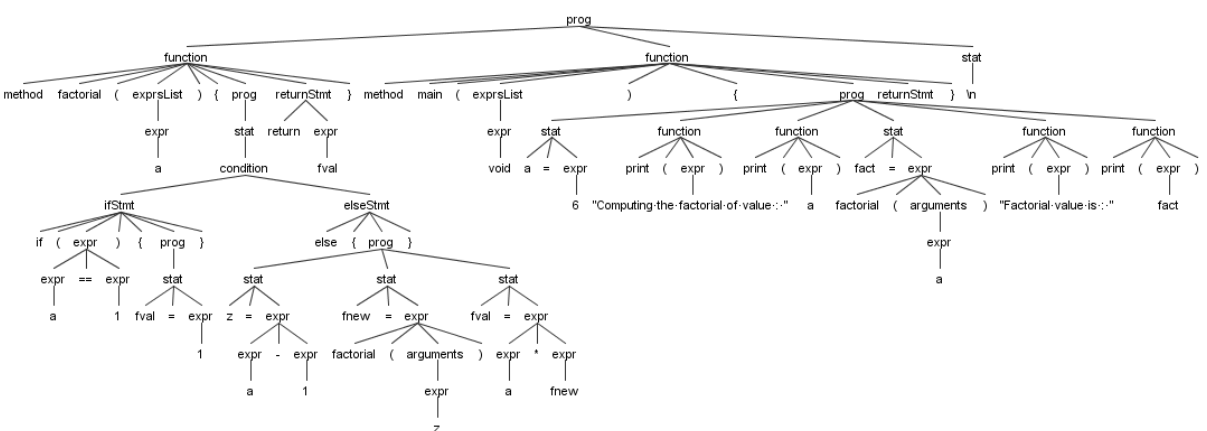 prog
function function stat
method factorial ( exprsList ) { prog returnStmt } method main ( exprsList ) { prog returnStmt } \n
expr stat return expr expr stat function function stat function function
a condition fval void a = expr print ( expr ) print ( expr ) fact = expr print ( expr ) print ( expr )
ifStmt elseStmt 6 "Computing·the·factorial·of·value·:·" a factorial ( arguments ) "Factorial·value·is·:·" fact
if ( expr ) { prog } else { prog } expr
expr == expr stat stat stat stat a
a 1 fval = expr z = expr fnew = expr fval = expr
1 expr - expr factorial ( arguments ) expr * expr
a 1 expr a fnew
z